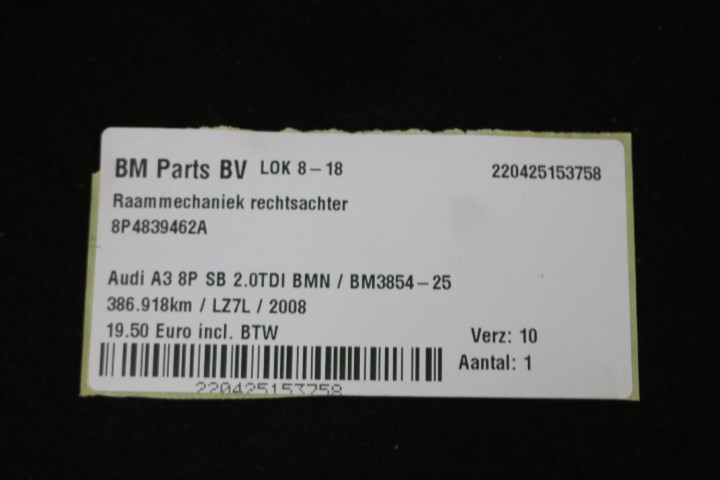 BM Parts BV LOK 8-18 220425153758
Raammechaniek rechtsachter
8P4839462A
Audi A3 8P SB 2.0TDI BMN / BM3854-25
386.918km / LZ7L / 2008
19.50 Euro incl. BTW
Verz: 10
Aantal: 1
220425153758